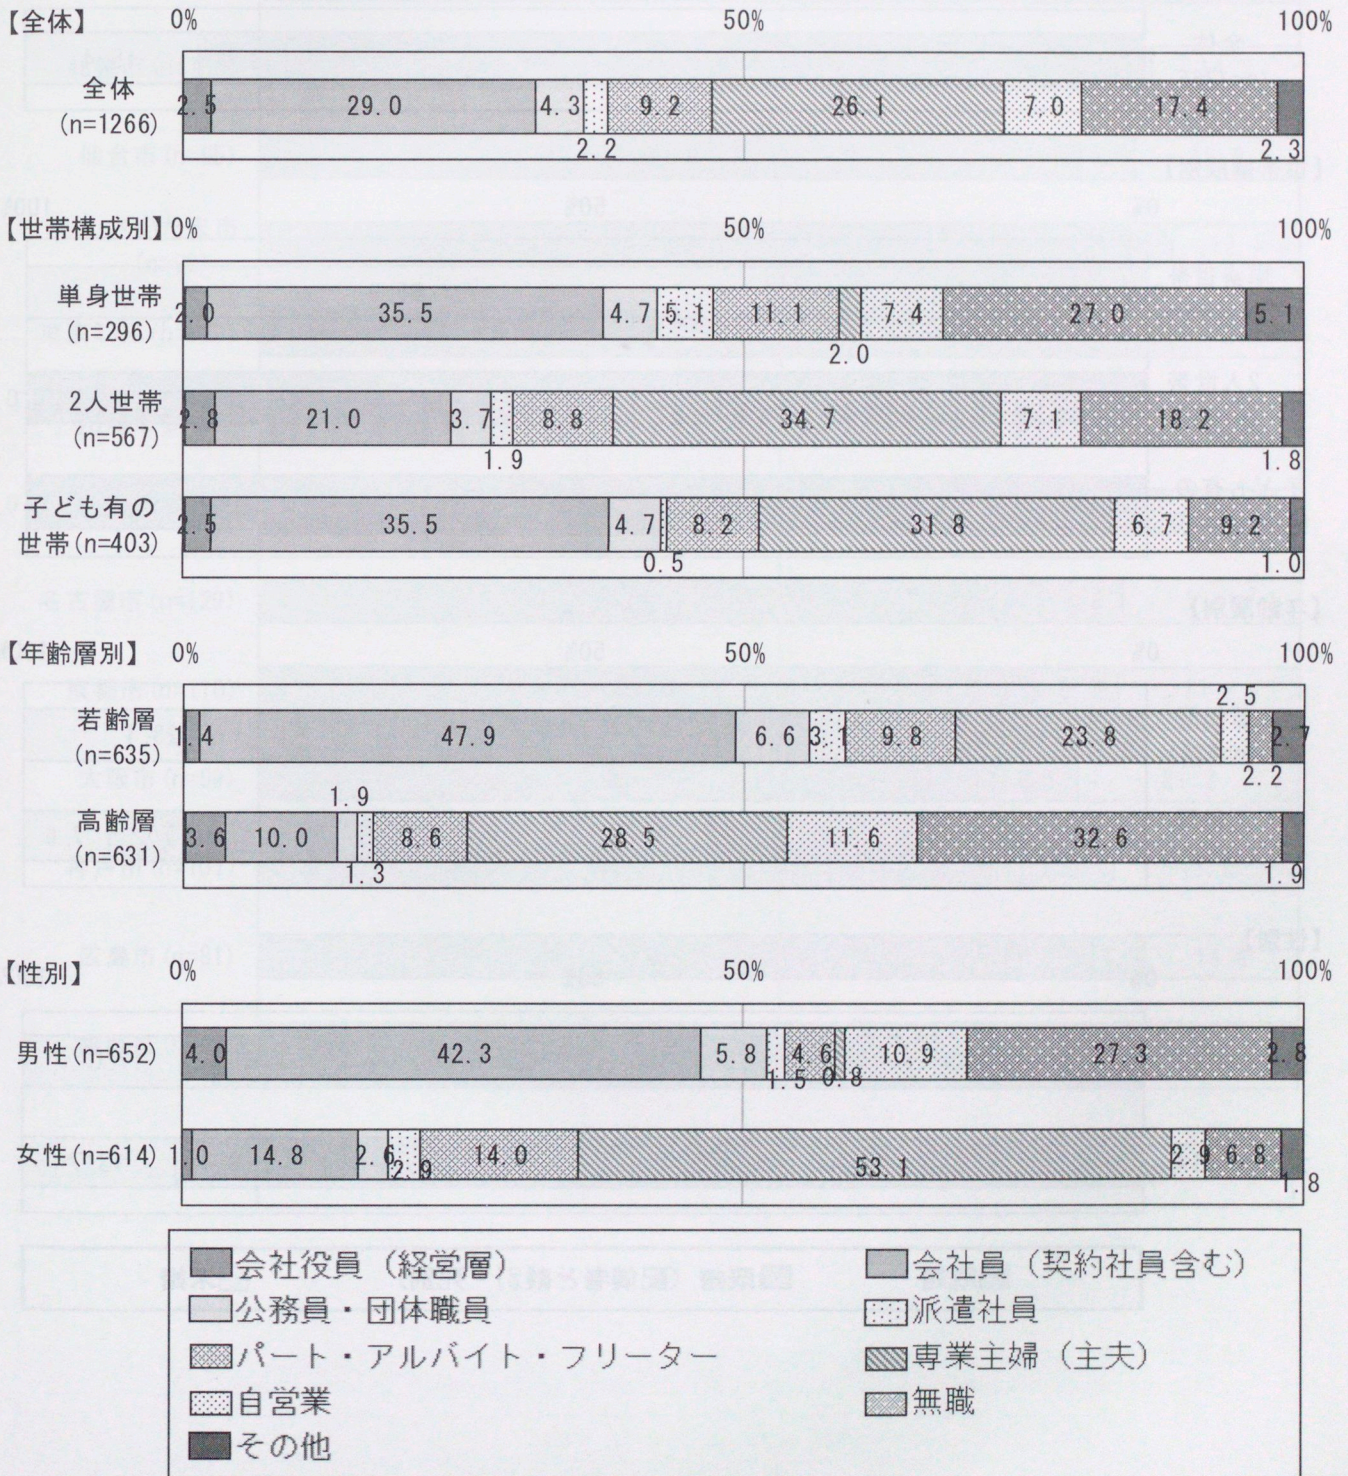 【全体】 0% 50% 100%
全体 2.5 29.0 4.3 9.2 26.1 7.0 17.4
(n=1266) 2.2 2.3
【世帯構成別】 0% 50% 100%
単身世帯 2.0 35.5 4.7 5.1 11.1 7.4 27.0 5.1
(n=296) 2.0
2人世帯 2.8 21.0 3.7 8.8 34.7 7.1 18.2
(n=567) 1.9 1.8
子ども有の 2.5 35.5 4.7 8.2 31.8 6.7 9.2
世帯(n=403) 0.5 1.0
【年齢層別】 0% 50% 100%
2.5
若齢層 1.4 47.9 6.6 3.1 9.8 23.8 2.7
(n=635) 2.2
1.9
高齢層 3.6 10.0 8.6 28.5 11.6 32.6
(n=631) 1.3 1.9
【性別】 0% 50% 100%
男性(n=652) 4.0 42.3 5.8 4.6 10.9 27.3 2.8
1.5 0.8
女性(n=614) 1.0 14.8 2.6 2.9 14.0 53.1 2.9 6.8
1.8
会社役員（経営層） 会社員（契約社員含む）
公務員・団体職員 派遣社員
パート・アルバイト・フリーター 専業主婦（主夫）
自営業 無職
その他